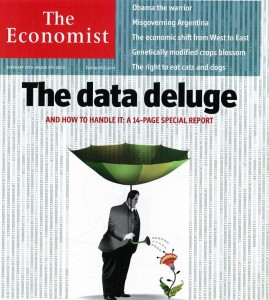 The
Economist
Obama the warrior
Misgoverning Argentina
The economic shift from West to East
Genetically modified crops blossom
The right to eat cats and dogs
The data deluge
AND HOW TO HANDLE IT: A 14-PAGE SPECIAL REPORT